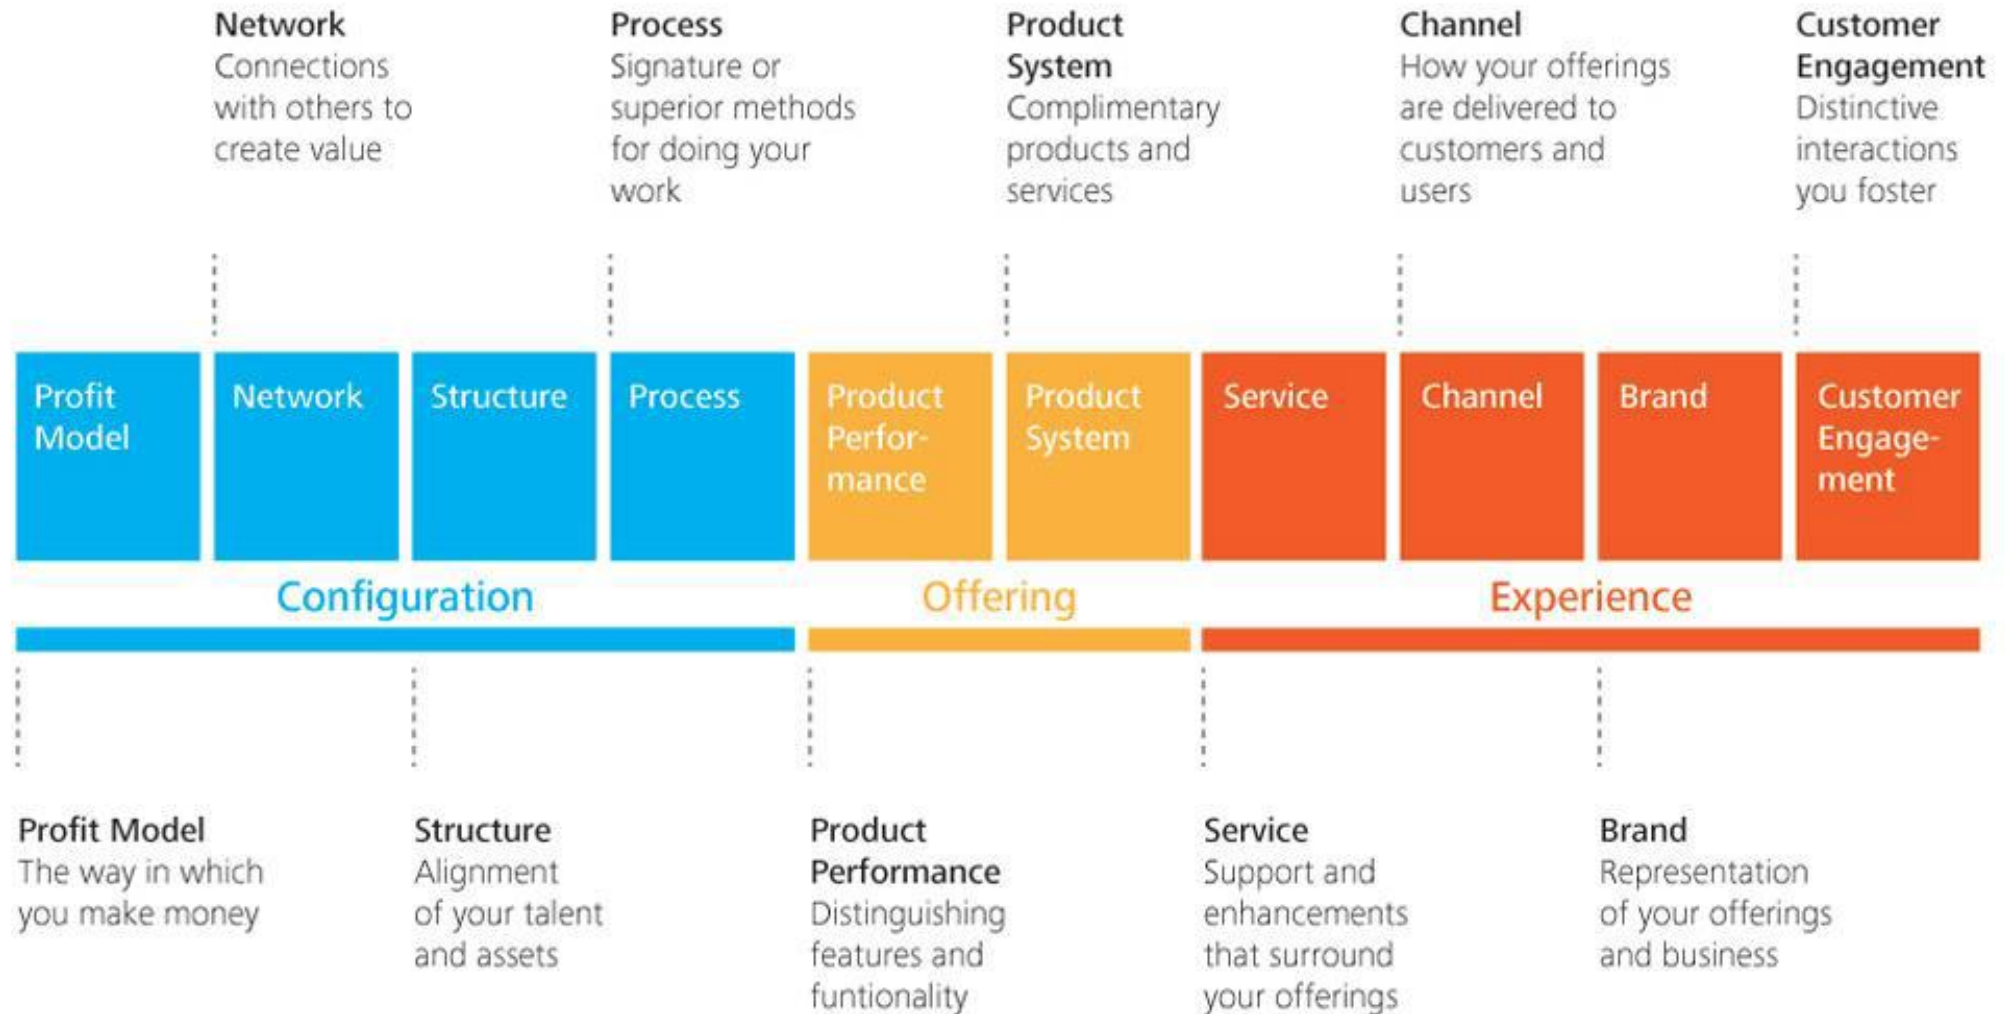 Network
Connections
with others to
create value
Process
Signature or
superior methods
for doing your
work
Product
System
Complimentary
products and
services
Channel
How your offerings
are delivered to
customers and
users
Customer
Engagement
Distinctive
interactions
you foster
Profit
Model
Network
Structure
Process
Product
Perfor-
mance
Product
System
Service
Channel
Brand
Customer
Engage-
ment
Configuration
Offering
Experience
Profit Model
The way in which
you make money
Structure
Alignment
of your talent
and assets
Product
Performance
Distinguishing
features and
funtionality
Service
Support and
enhancements
that surround
your offerings
Brand
Representation
of your offerings
and business